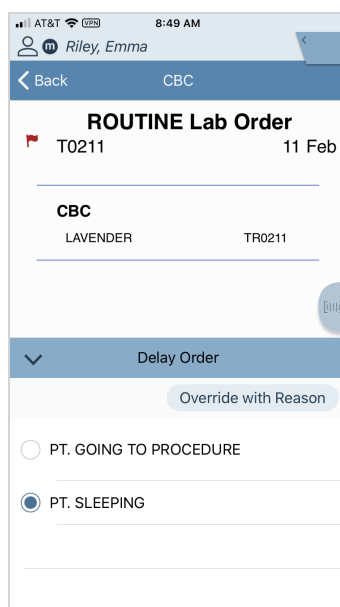 AT&T VPN 8:49 AM
m Riley, Emma
Back CBC
ROUTINE Lab Order
T0211 11 Feb
CBC
LAVENDER TR0211
Delay Order
Override with Reason
PT. GOING TO PROCEDURE
PT. SLEEPING